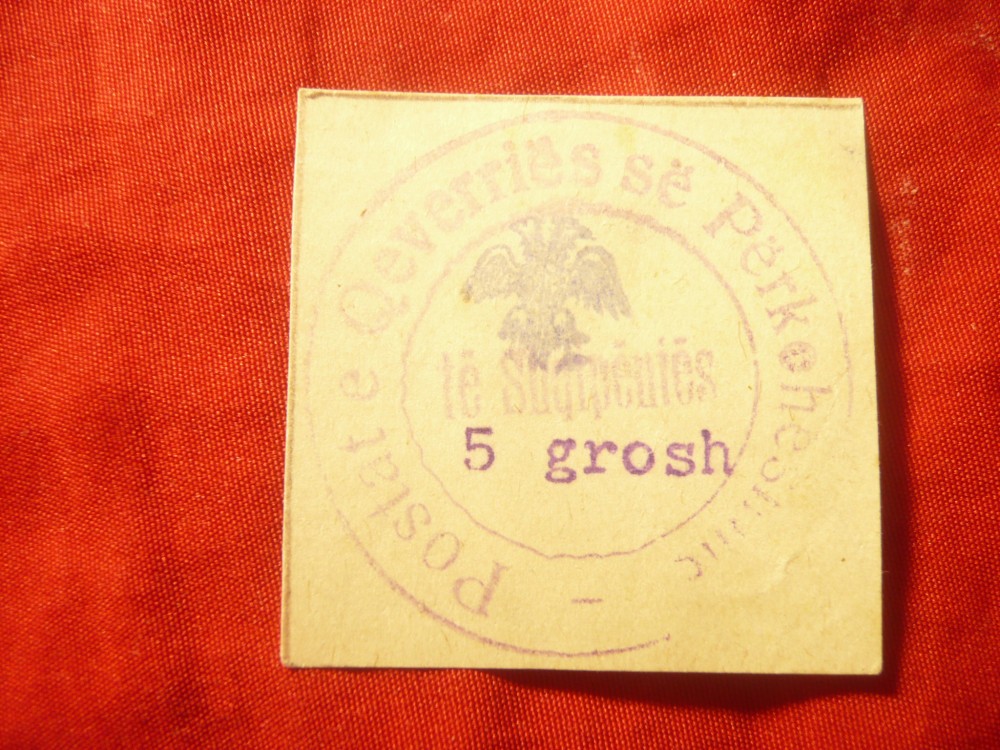 Postat e Qeverriës së Përkohëshme
të Shqipëniës
5 grosh